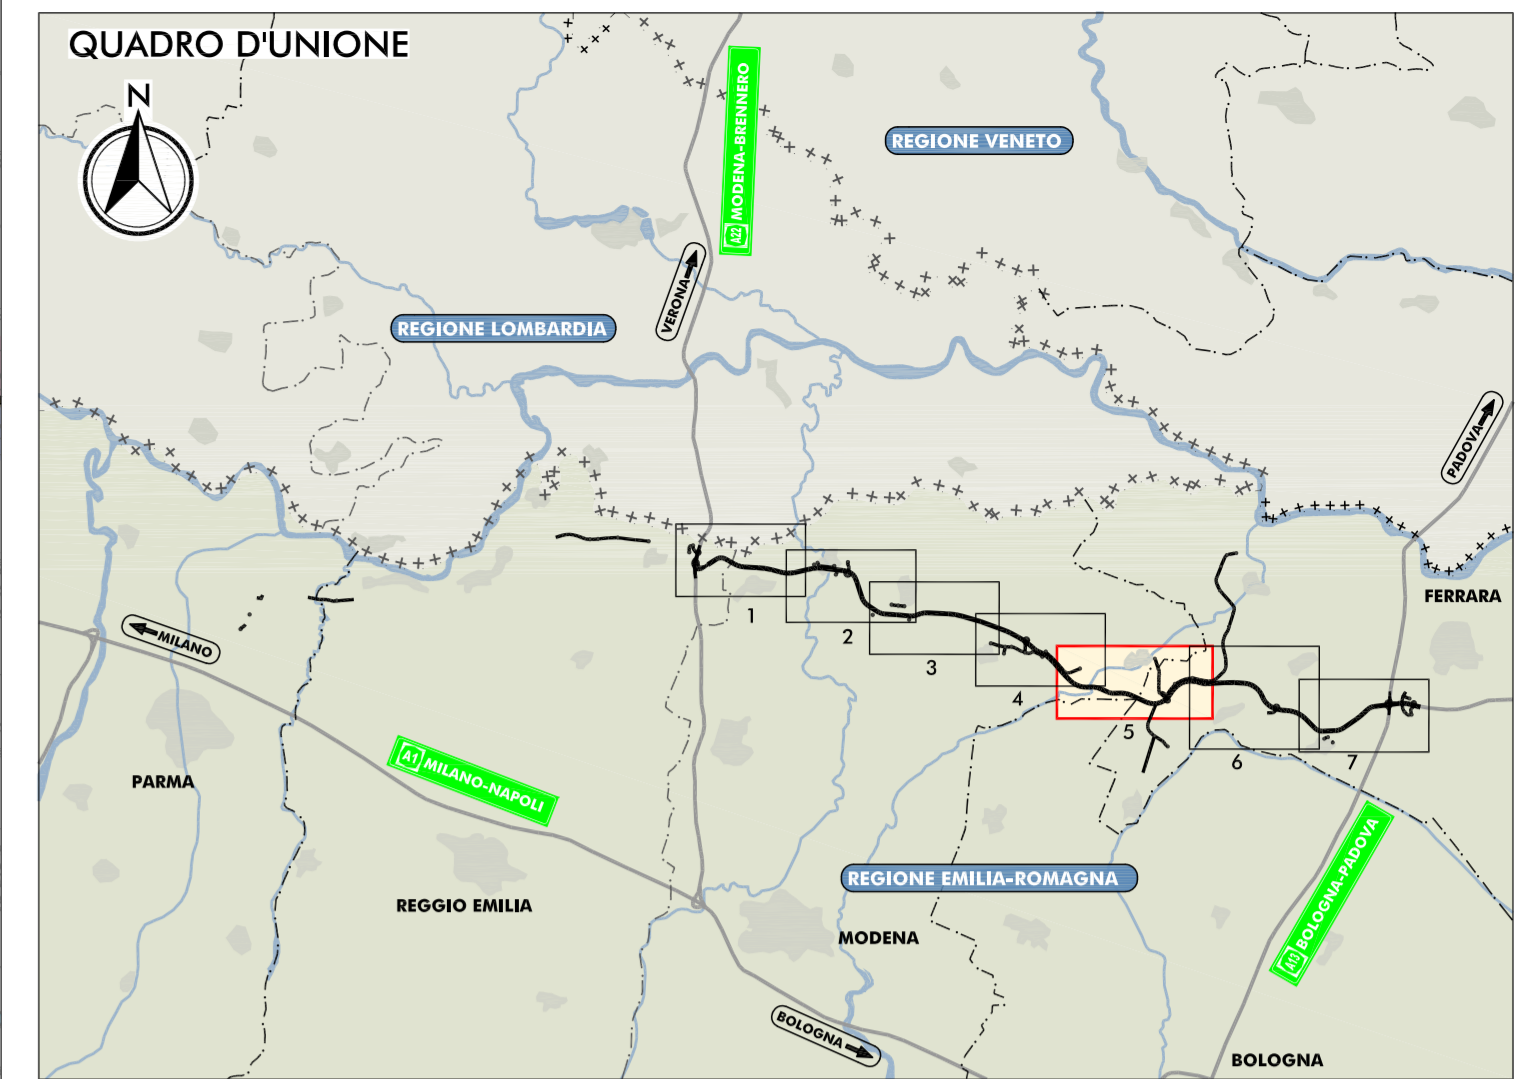 QUADRO D'UNIONE
N
A22 MODENA-BRENNERO
REGIONE VENETO
VERONA
REGIONE LOMBARDIA
PADOVA
FERRARA
1
2
3
4
5
6
7
MILANO
PARMA
A1 MILANO-NAPOLI
REGGIO EMILIA
REGIONE EMILIA-ROMAGNA
A13 BOLOGNA-PADOVA
MODENA
BOLOGNA
BOLOGNA